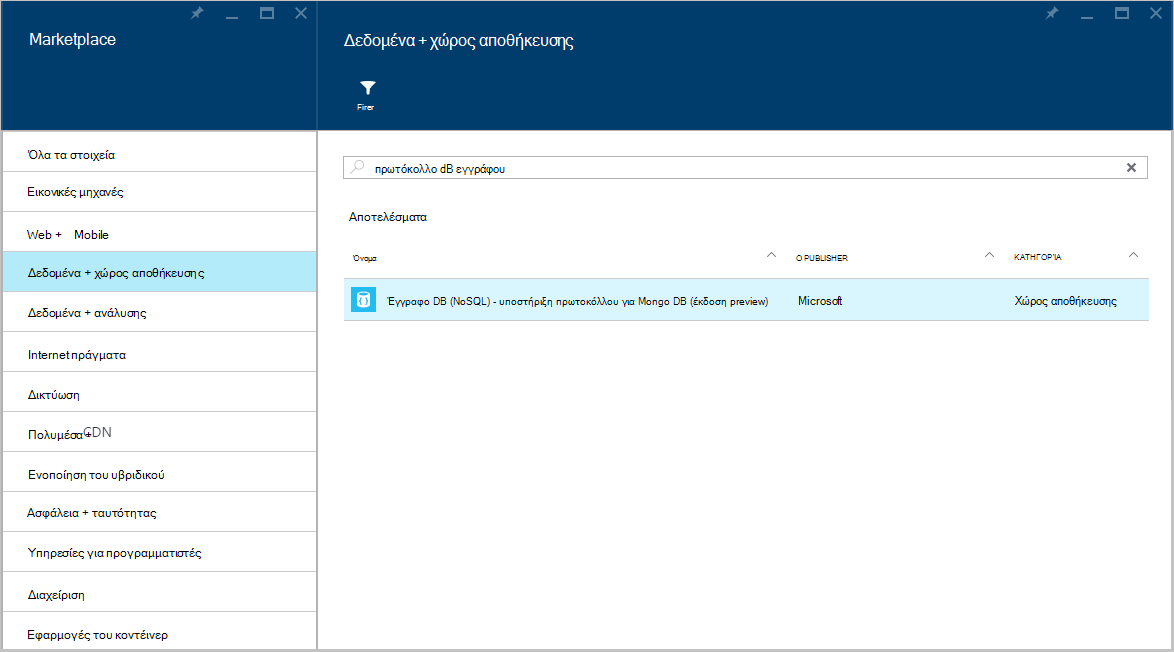 Marketplace
Όλα τα στοιχεία
Εικονικές μηχανές
Web + Mobile
Δεδομένα + χώρος αποθήκευσης
Δεδομένα + ανάλυσης
Internet πράγματα
Δικτύωση
Πολυμέσα + CDN
Ενοποίηση του υβριδικού
Ασφάλεια + ταυτότητας
Υπηρεσίες για προγραμματιστές
Διαχείριση
Εφαρμογές του κοντέινερ
Δεδομένα + χώρος αποθήκευσης
Firer
πρωτόκολλο dB εγγράφου
Αποτελέσματα
Όνομα Ο PUBLISHER ΚΑΤΗΓΟΡΊΑ
Έγγραφο DB (NoSQL) - υποστήριξη πρωτοκόλλου για Mongo DB (έκδοση preview) Microsoft Χώρος αποθήκευσης